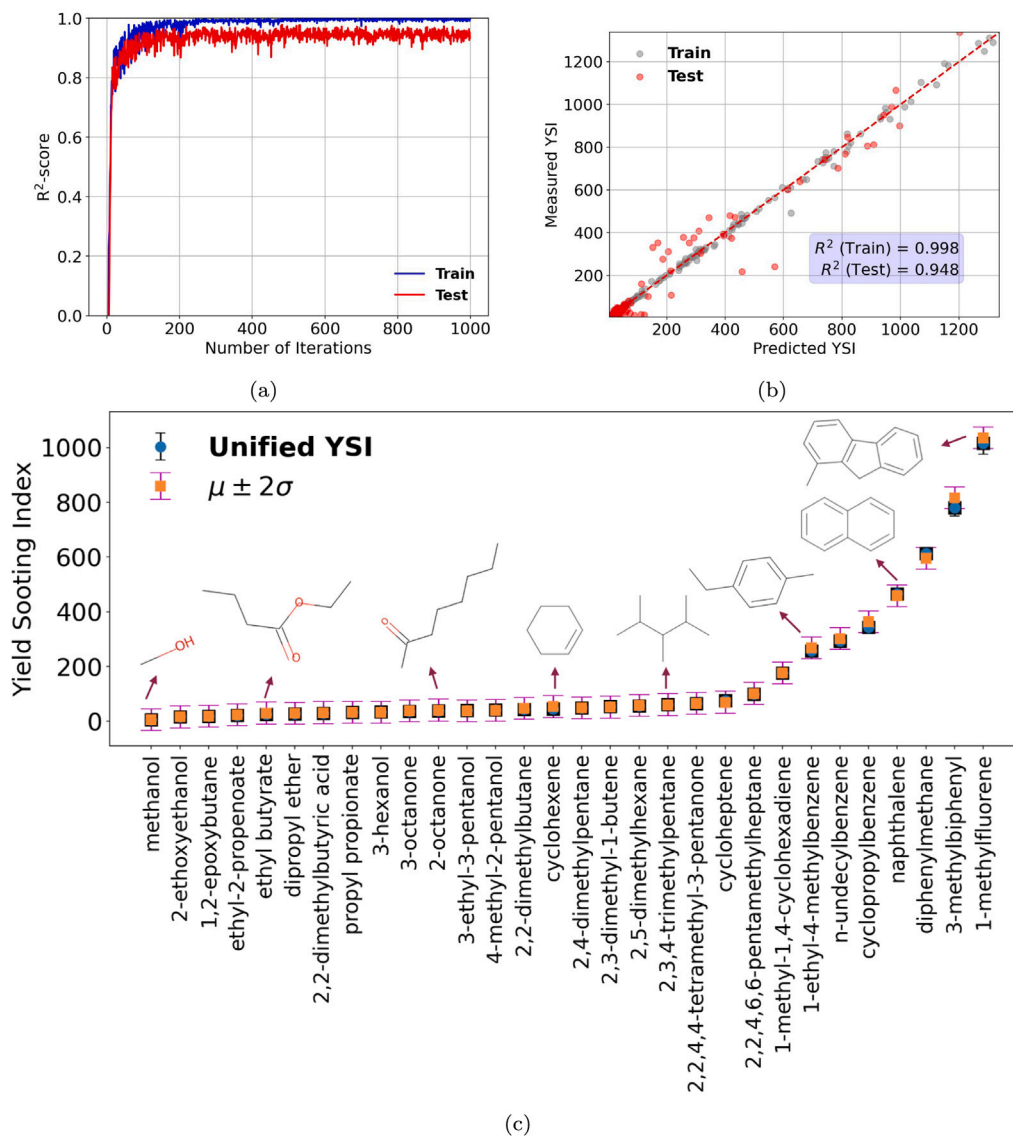 1.0
0.8
0.6
0.4
0.2
0.0
R²-score
0
200
400
600
800
1000
Number of Iterations
Train
Test
(a)
1200
1000
800
600
400
200
Measured YSI
200
400
600
800
1000
1200
Predicted YSI
Train
Test
R² (Train) = 0.998
R² (Test) = 0.948
(b)
1000
800
600
400
200
0
Yield Sooting Index
Unified YSI
μ ± 2σ
OH
O
O
O
methanol
2-ethoxyethanol
1,2-epoxybutane
ethyl-2-propenoate
ethyl butyrate
dipropyl ether
2,2-dimethylbutyric acid
propyl propionate
3-hexanol
3-octanone
2-octanone
3-ethyl-3-pentanol
4-methyl-2-pentanol
2,2-dimethylbutane
cyclohexene
2,4-dimethylpentane
2,3-dimethyl-1-butene
2,5-dimethylhexane
2,3,4-trimethylpentane
2,2,4,4-tetramethyl-3-pentanone
cycloheptene
2,2,4,6,6-pentamethylheptane
1-methyl-1,4-cyclohexadiene
1-ethyl-4-methylbenzene
n-undecylbenzene
cyclopropylbenzene
naphthalene
diphenylmethane
3-methylbiphenyl
1-methylfluorene
(c)